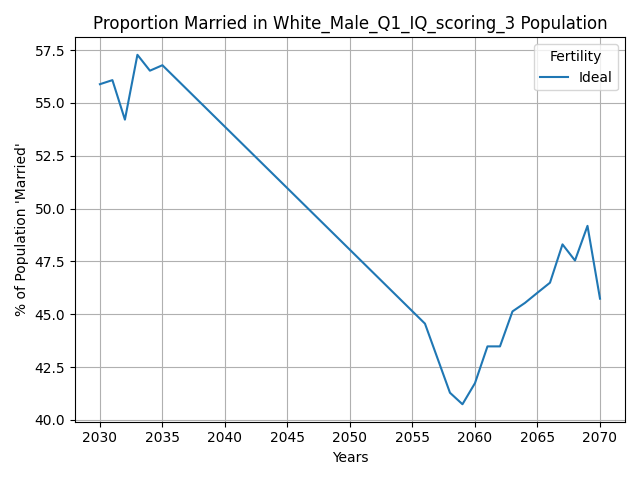 Proportion Married in White_Male_Q1_IQ_scoring_3 Population
% of Population 'Married'
57.5
55.0
52.5
50.0
47.5
45.0
42.5
40.0
Fertility
Ideal
2030 2035 2040 2045 2050 2055 2060 2065 2070
Years